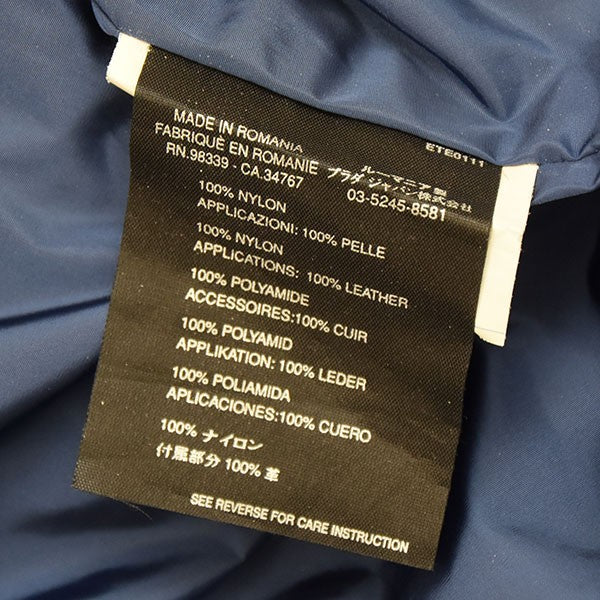 MADE IN ROMANIA
FABRIQUÉ EN ROMANIE
RN.98339 - CA.34767
ETE0111
ルーマニア製
プラダ ジャパン株式会社
03-5245-8581
100% NYLON
APPLICAZIONI: 100% PELLE
100% NYLON
APPLICATIONS: 100% LEATHER
100% POLYAMIDE
ACCESSOIRES:100% CUIR
100% POLYAMID
APPLIKATION: 100% LEDER
100% POLIAMIDA
APLICACIONES:100% CUERO
100% ナイロン
付属部分 100% 革
SEE REVERSE FOR CARE INSTRUCTION